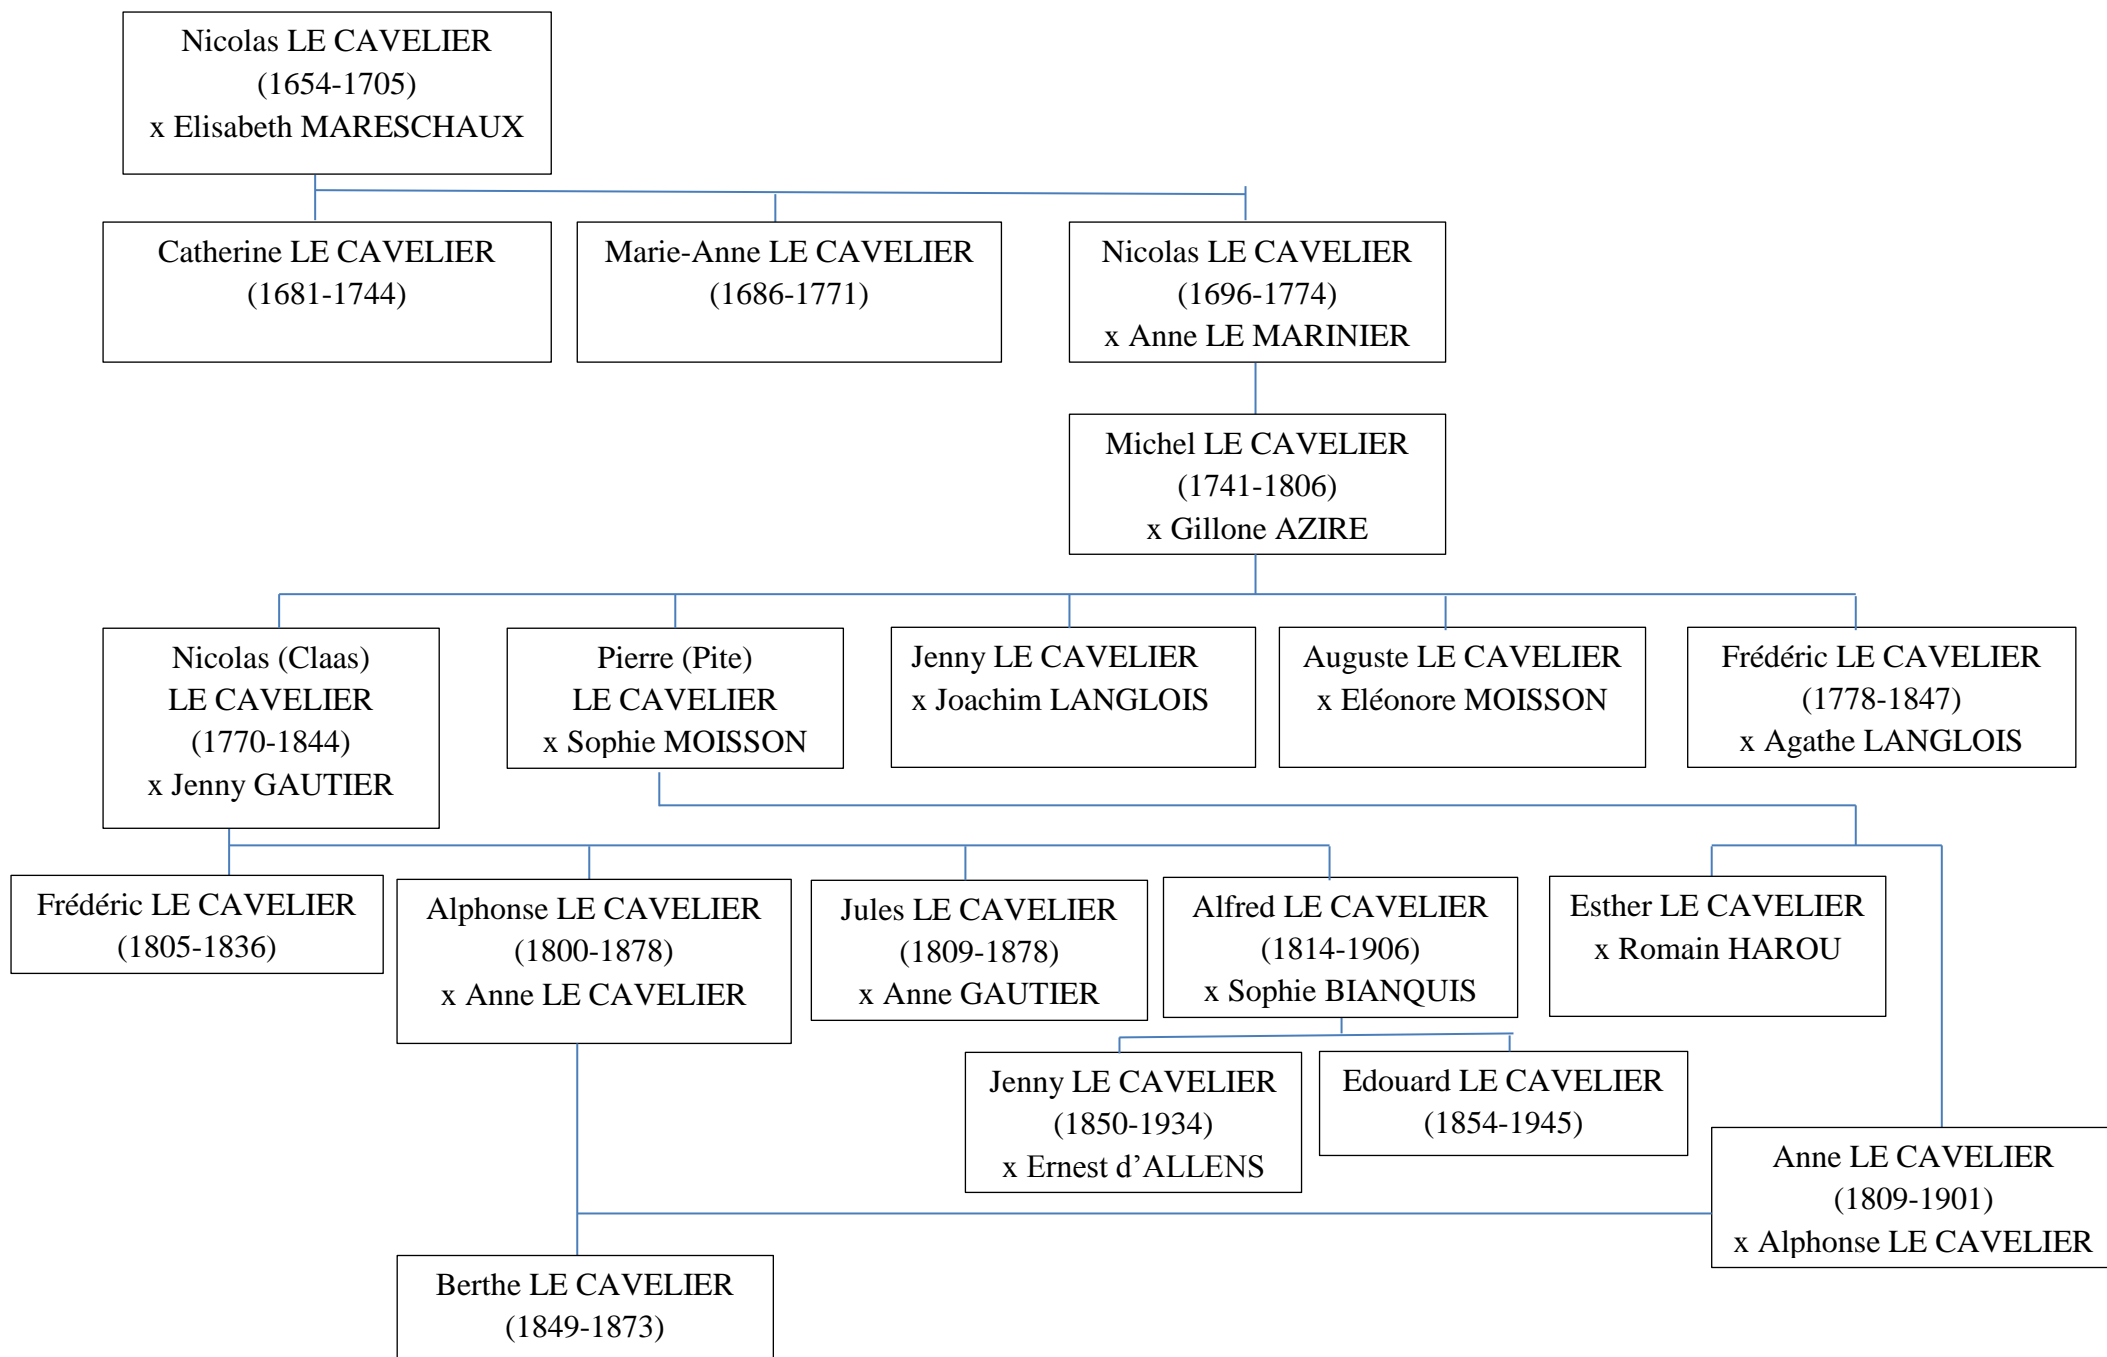 Nicolas LE CAVELIER
(1654-1705)
x Elisabeth MARESCHAUX
Catherine LE CAVELIER
(1681-1744)
Marie-Anne LE CAVELIER
(1686-1771)
Nicolas LE CAVELIER
(1696-1774)
x Anne LE MARINIER
Michel LE CAVELIER
(1741-1806)
x Gillone AZIRE
Nicolas (Claas)
LE CAVELIER
(1770-1844)
x Jenny GAUTIER
Pierre (Pite)
LE CAVELIER
x Sophie MOISSON
Jenny LE CAVELIER
x Joachim LANGLOIS
Auguste LE CAVELIER
x Eléonore MOISSON
Frédéric LE CAVELIER
(1778-1847)
x Agathe LANGLOIS
Frédéric LE CAVELIER
(1805-1836)
Alphonse LE CAVELIER
(1800-1878)
x Anne LE CAVELIER
Jules LE CAVELIER
(1809-1878)
x Anne GAUTIER
Alfred LE CAVELIER
(1814-1906)
x Sophie BIANQUIS
Esther LE CAVELIER
x Romain HAROU
Jenny LE CAVELIER
(1850-1934)
x Ernest d’ALLENS
Edouard LE CAVELIER
(1854-1945)
Anne LE CAVELIER
(1809-1901)
x Alphonse LE CAVELIER
Berthe LE CAVELIER
(1849-1873)